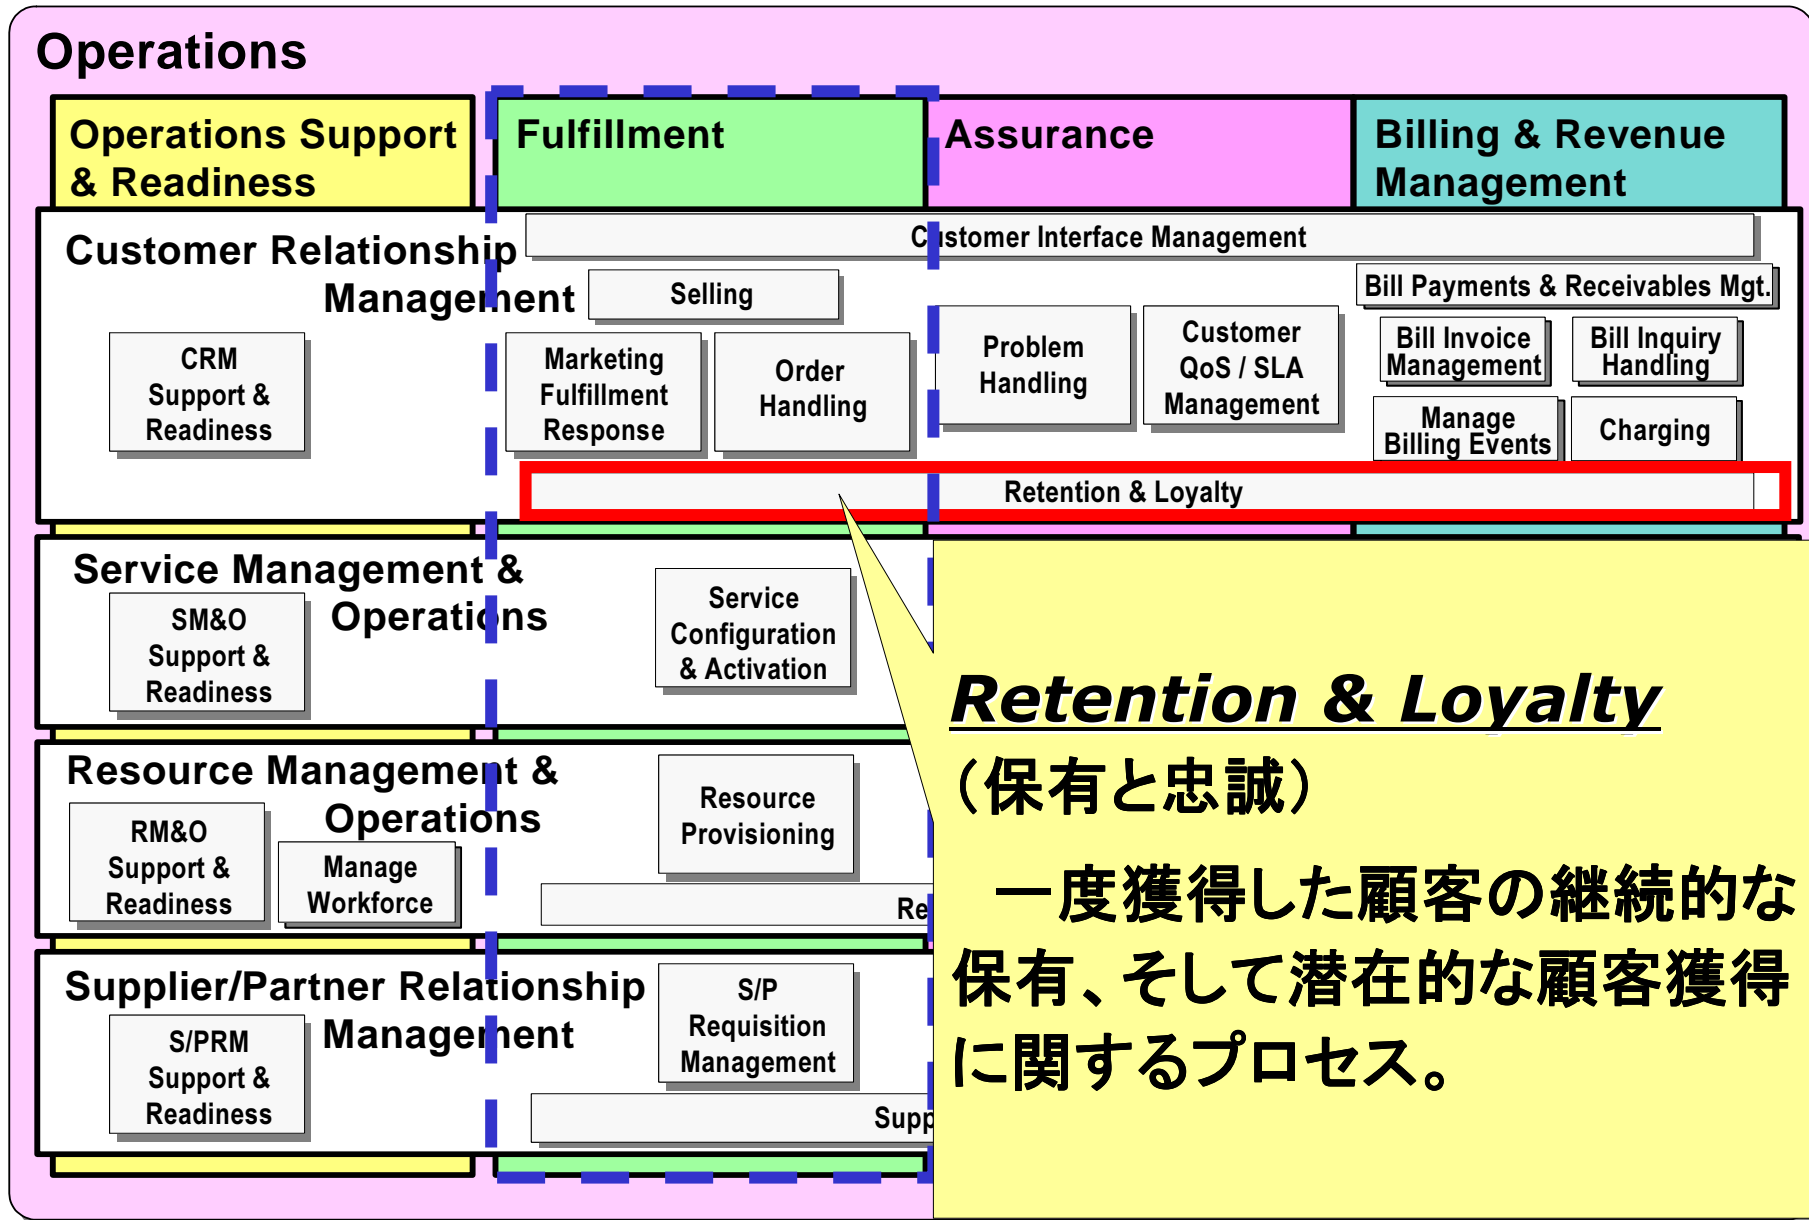 Operations
Operations Support
& Readiness
Fulfillment
Assurance
Billing & Revenue
Management
Customer Relationship
Management
Customer Interface Management
Selling
Bill Payments & Receivables Mgt.
CRM
Support &
Readiness
Marketing
Fulfillment
Response
Order
Handling
Problem
Handling
Customer
QoS / SLA
Management
Bill Invoice
Management
Bill Inquiry
Handling
Manage
Billing Events
Charging
Retention & Loyalty
Service Management &
Operations
SM&O
Support &
Readiness
Service
Configuration
& Activation
Resource Management &
Operations
RM&O
Support &
Readiness
Manage
Workforce
Resource
Provisioning
Re
Supplier/Partner Relationship
Management
S/PRM
Support &
Readiness
S/P
Requisition
Management
Supp
Retention & Loyalty
（保有と忠誠）
一度獲得した顧客の継続的な
保有、そして潜在的な顧客獲得
に関するプロセス。